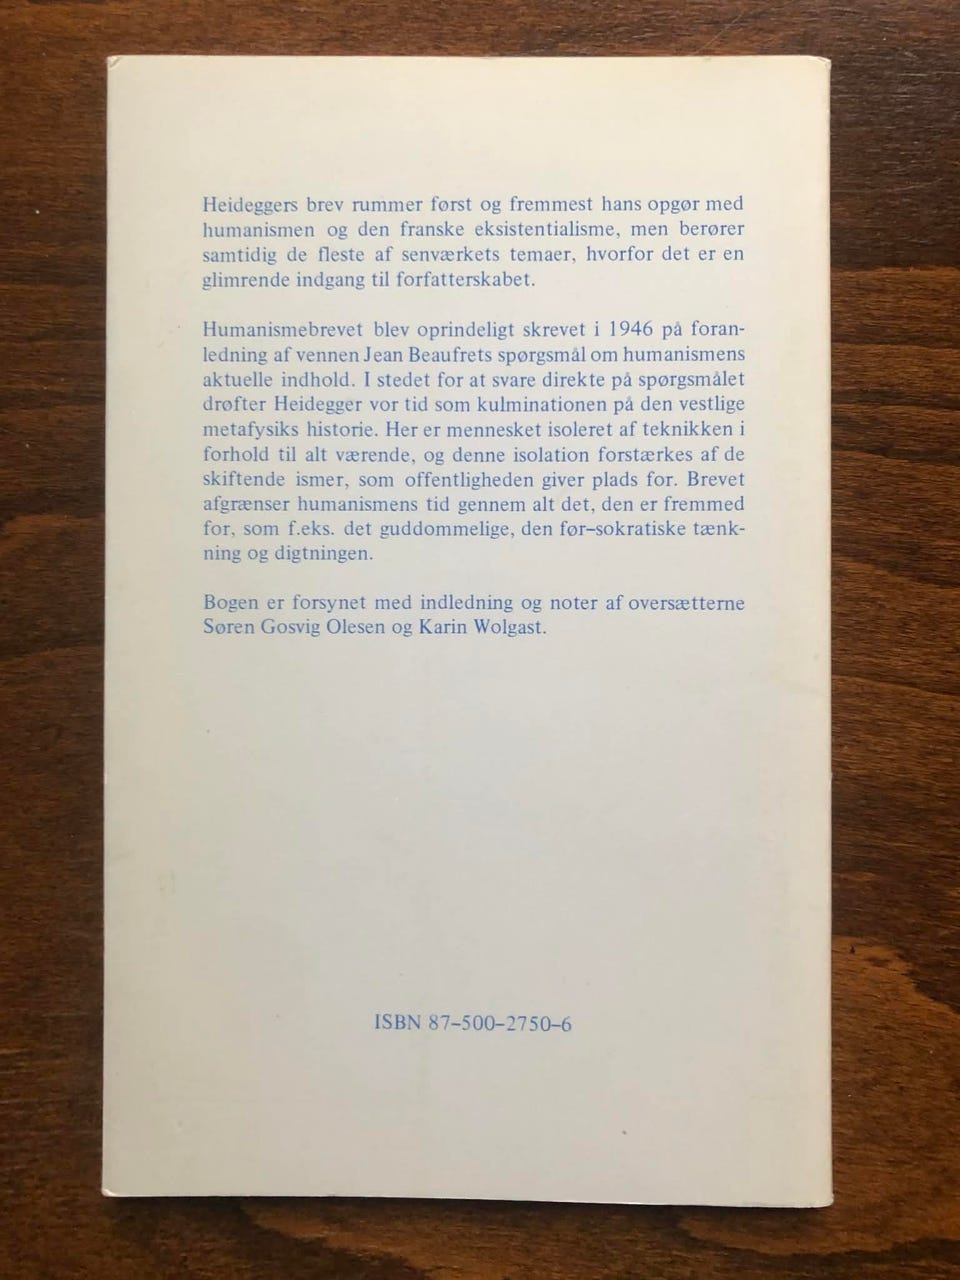 Heideggers brev rummer først og fremmest hans opgør med
humanismen og den franske eksistentialisme, men berører
samtidig de fleste af senværkets temaer, hvorfor det er en
glimrende indgang til forfatterskabet.
Humanismebrevet blev oprindeligt skrevet i 1946 på foran-
ledning af vennen Jean Beaufrets spørgsmål om humanismens
aktuelle indhold. I stedet for at svare direkte på spørgsmålet
drøfter Heidegger vor tid som kulminationen på den vestlige
metafysiks historie. Her er mennesket isoleret af teknikken i
forhold til alt værende, og denne isolation forstærkes af de
skiftende ismer, som offentligheden giver plads for. Brevet
afgrænser humanismens tid gennem alt det, den er fremmed
for, som f.eks. det guddommelige, den før–sokratiske tænk-
ning og digtningen.
Bogen er forsynet med indledning og noter af oversætterne
Søren Gosvig Olesen og Karin Wolgast.
ISBN 87–500–2750–6